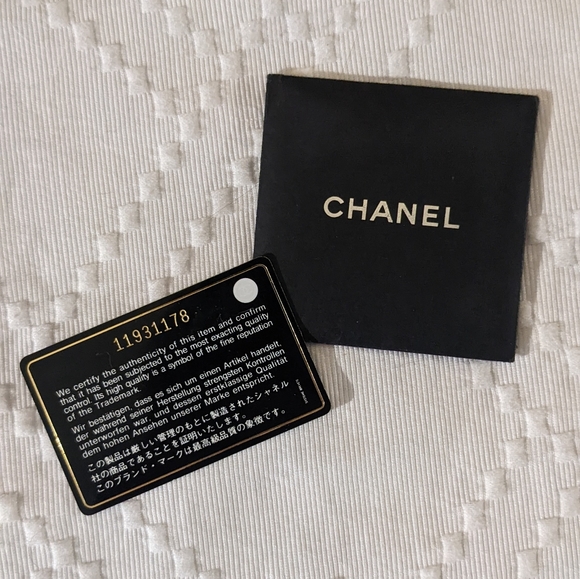 CHANEL
11931178
We certify the authenticity of this item and confirm
that it has been subjected to the most exacting quality
control. Its high quality is a symbol of the fine reputation
of the Trademark.
Wir bestätigen, dass es sich um einen Artikel handelt,
der während seiner Herstellung strengstin Kontrollen
unterworfen war, und dessen erstklassige Qualität
dem hohen Ansehen unserer Marke entspricht.
この製品は厳しい管理のもとに製造されたシャネル
社の商品であることを証明いたします。
このブランド・マークは最高級品質の象徴です。